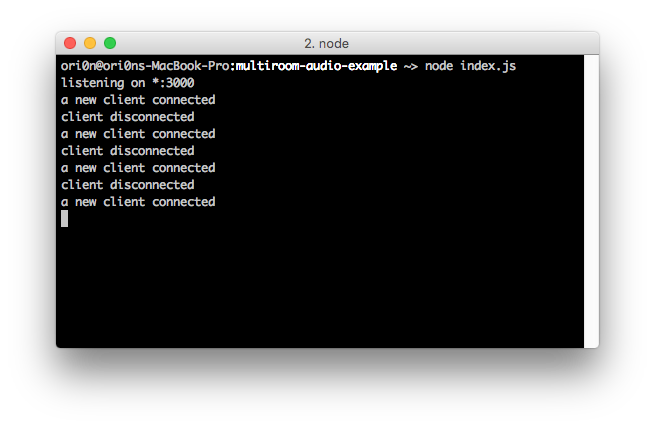 2. node
ori0n@ori0ns-MacBook-Pro:multiroom-audio-example ~> node index.js
listening on *:3000
a new client connected
client disconnected
a new client connected
client disconnected
a new client connected
client disconnected
a new client connected